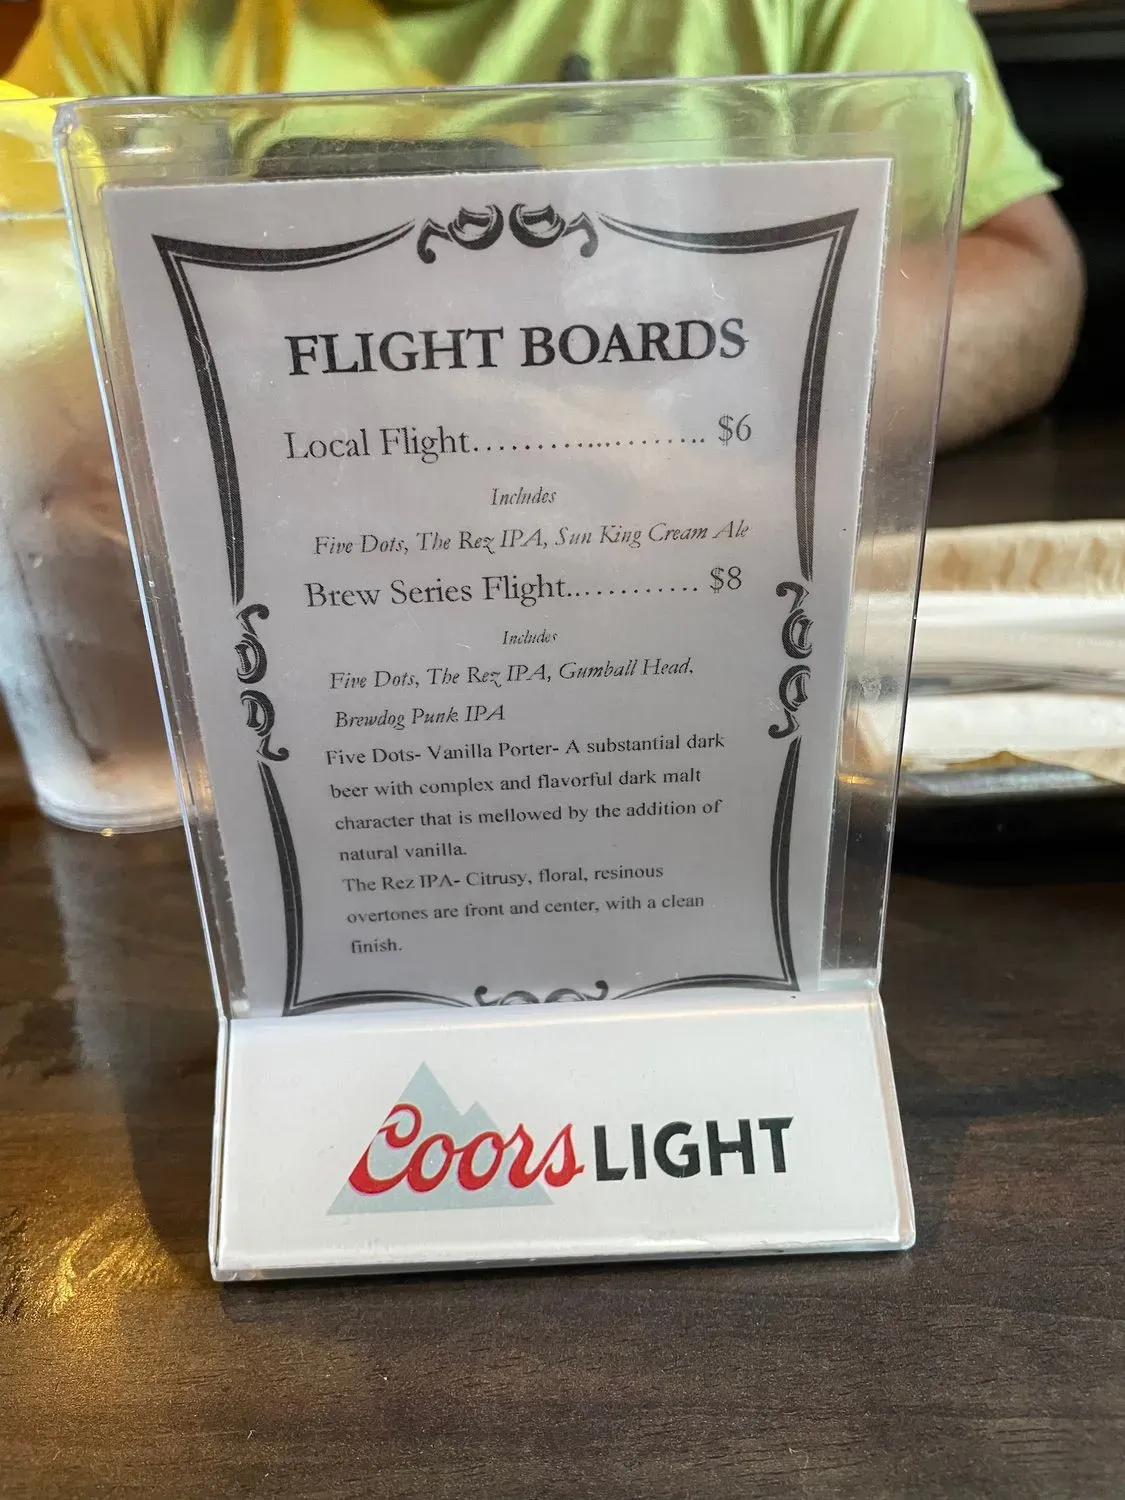 FLIGHT BOARDS
Local Flight........................ $6
Includes
Five Dots, The Rez IPA, Sun King Cream Ale
Brew Series Flight............. $8
Includes
Five Dots, The Rez IPA, Gumball Head,
Brewdog Punk IPA
Five Dots- Vanilla Porter- A substantial dark
beer with complex and flavorful dark malt
character that is mellowed by the addition of
natural vanilla.
The Rez IPA- Citrusy, floral, resinous
overtones are front and center, with a clean
finish.
Coors LIGHT